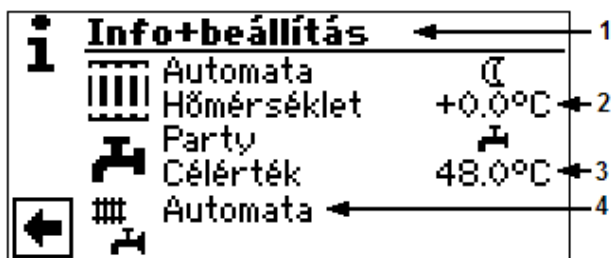 Info+beállítás 1
Automata
Hőmérséklet +0.0°C 2
Party
Célérték 48.0°C 3
Automata 4